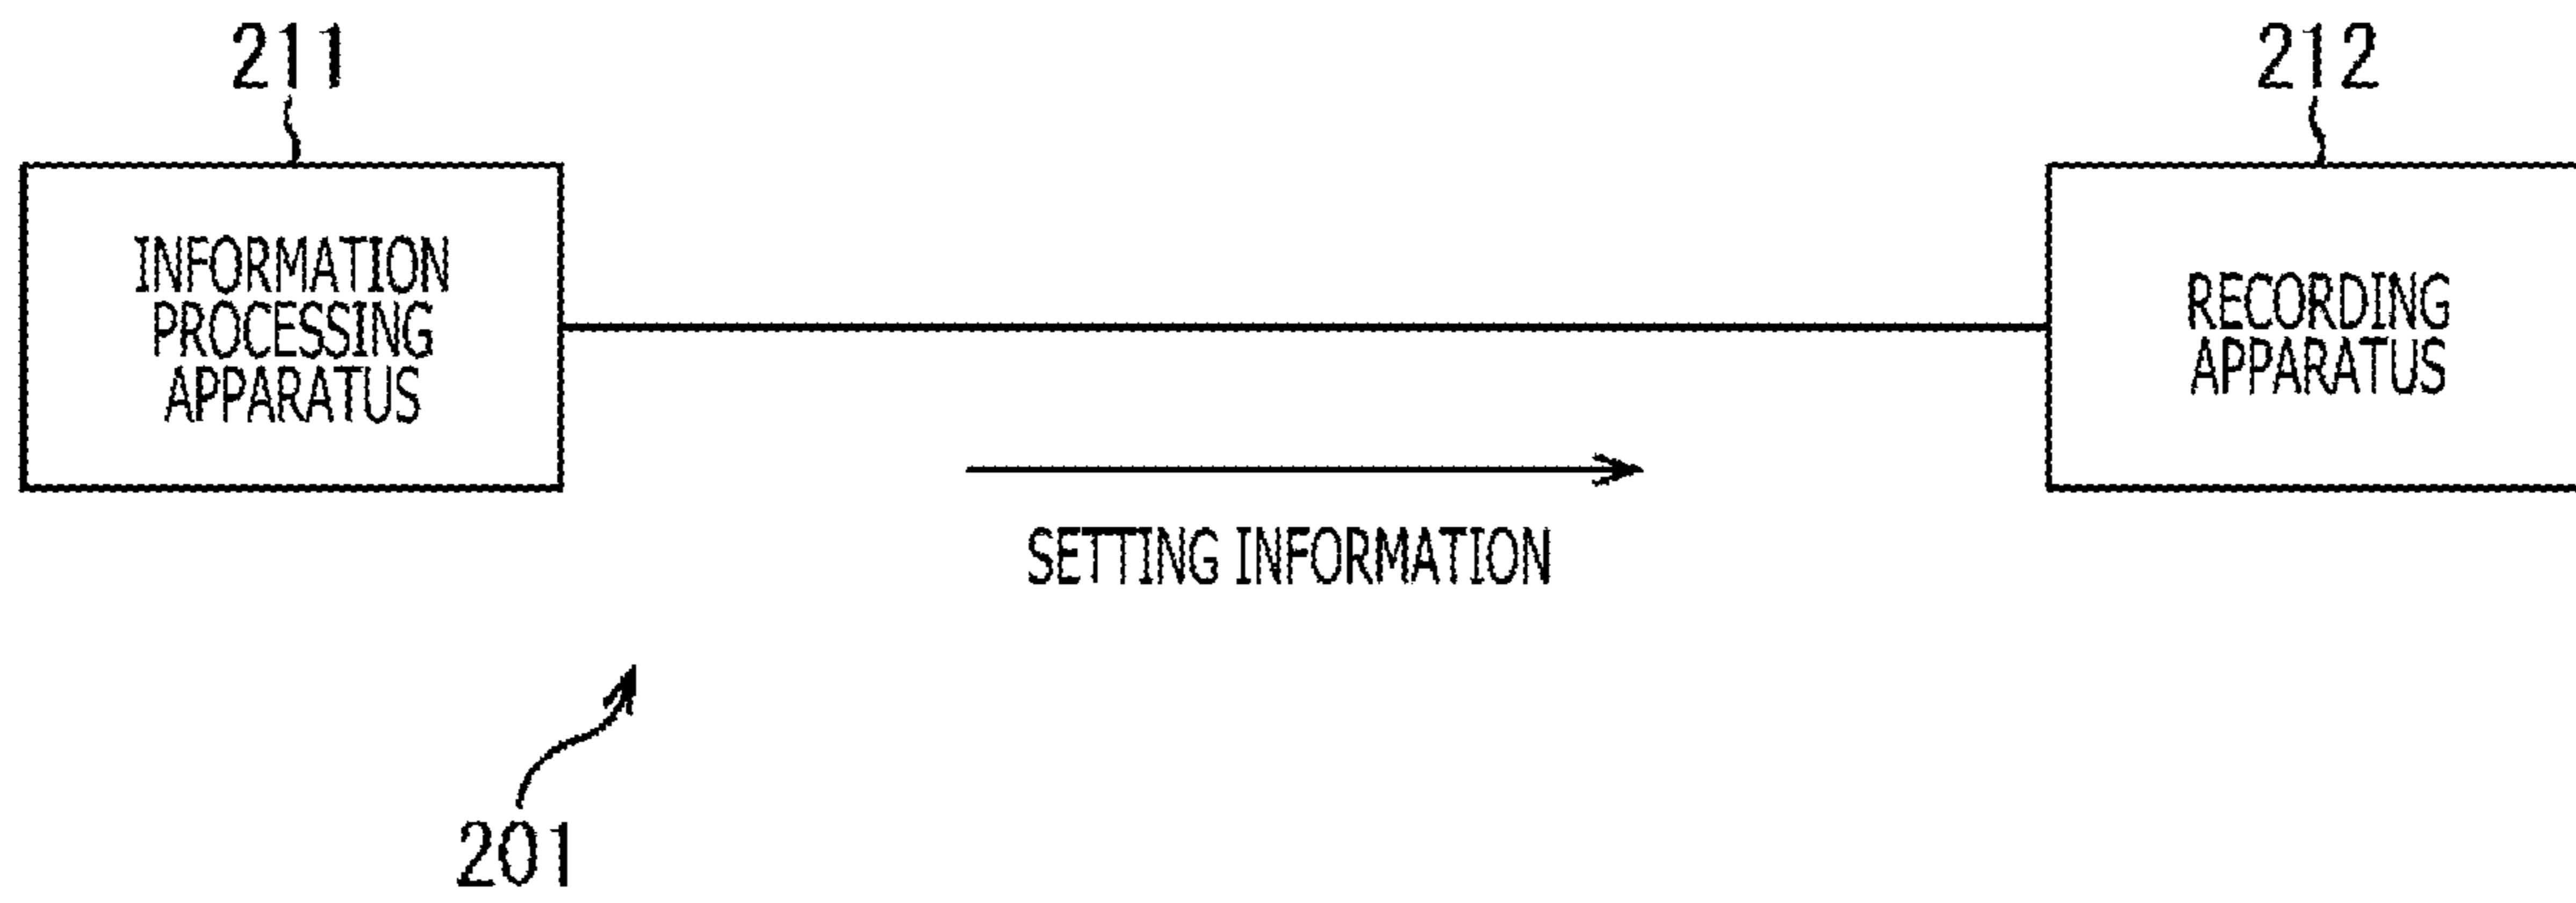 211
212
INFORMATION
PROCESSING
APPARATUS
RECORDING
APPARATUS
SETTING INFORMATION
201